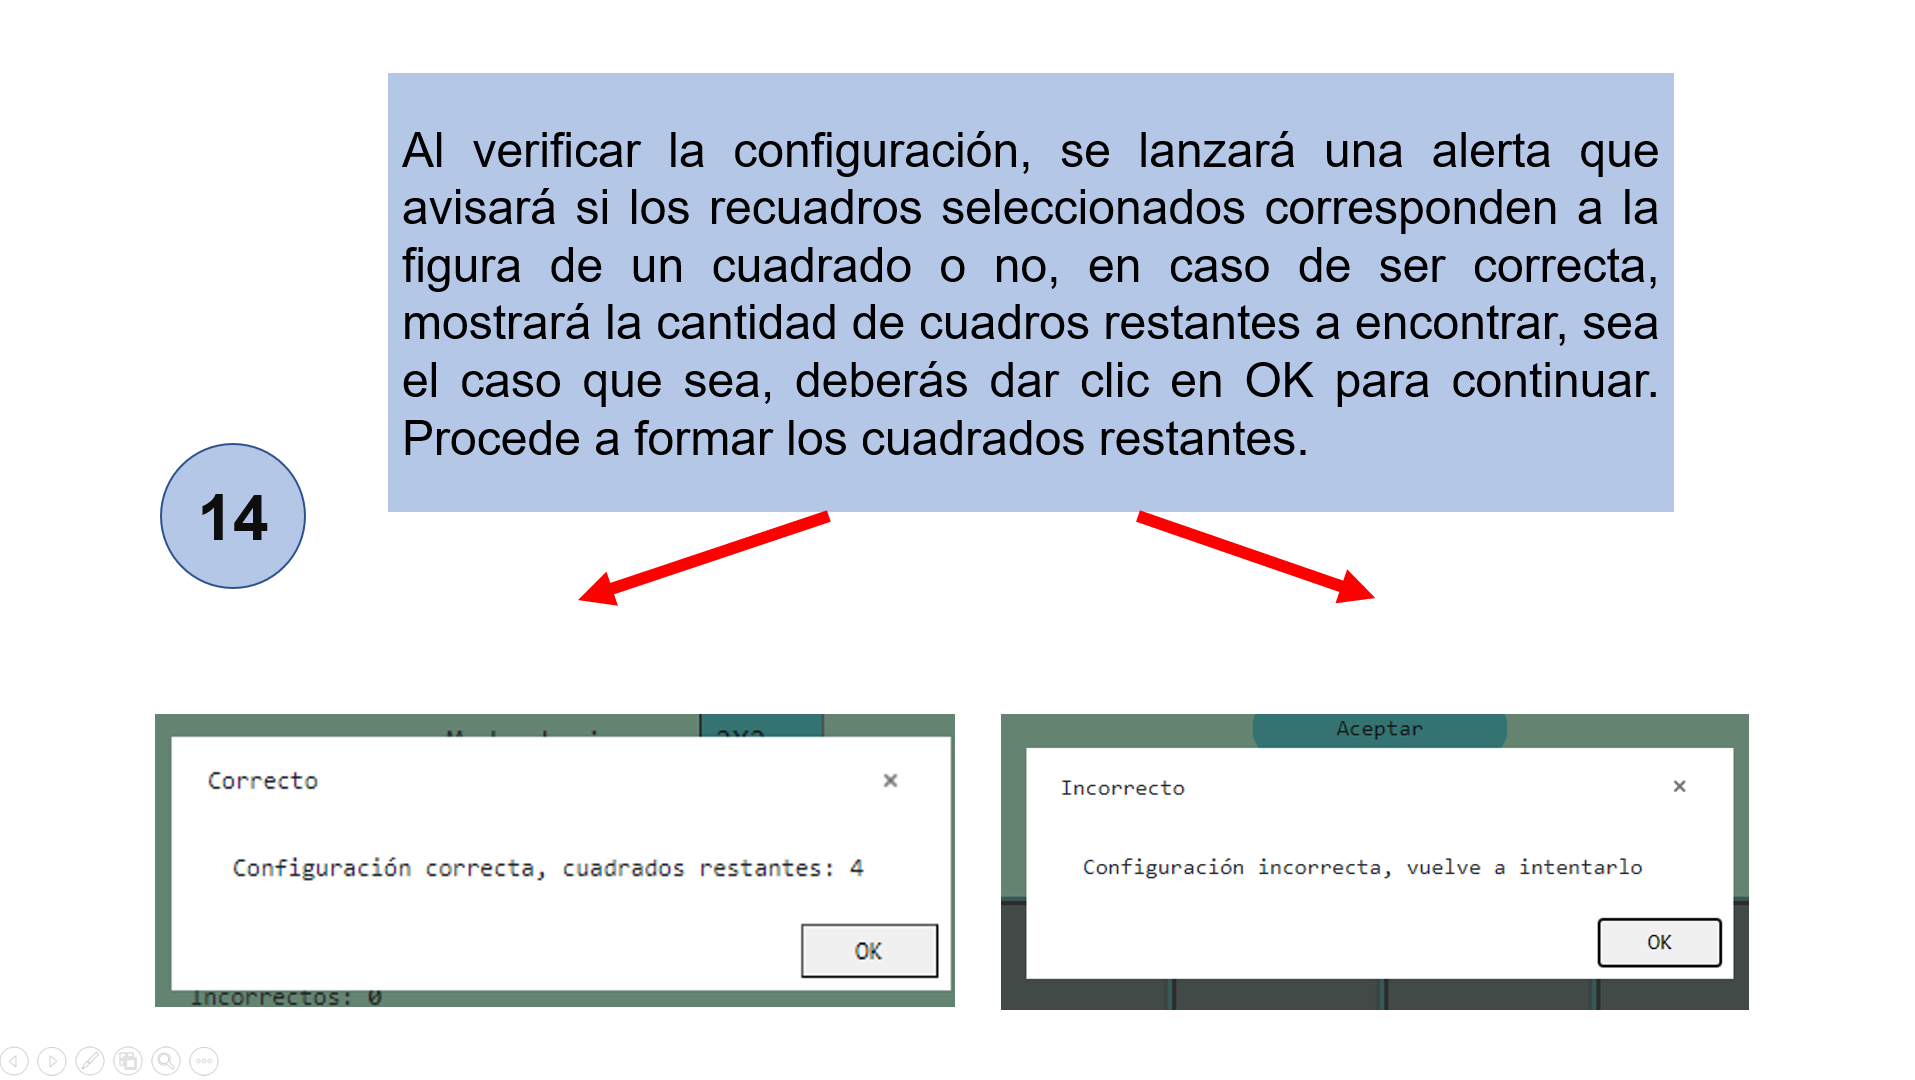 Al verificar la configuración, se lanzará una alerta que
avisará si los recuadros seleccionados corresponden a la
figura de un cuadrado o no, en caso de ser correcta,
mostrará la cantidad de cuadros restantes a encontrar, sea
el caso que sea, deberás dar clic en OK para continuar.
Procede a formar los cuadrados restantes.
14
Correcto
×
Configuración correcta, cuadrados restantes: 4
OK
Incorrectos: 0
Aceptar
Incorrecto
×
Configuración incorrecta, vuelve a intentarlo
OK